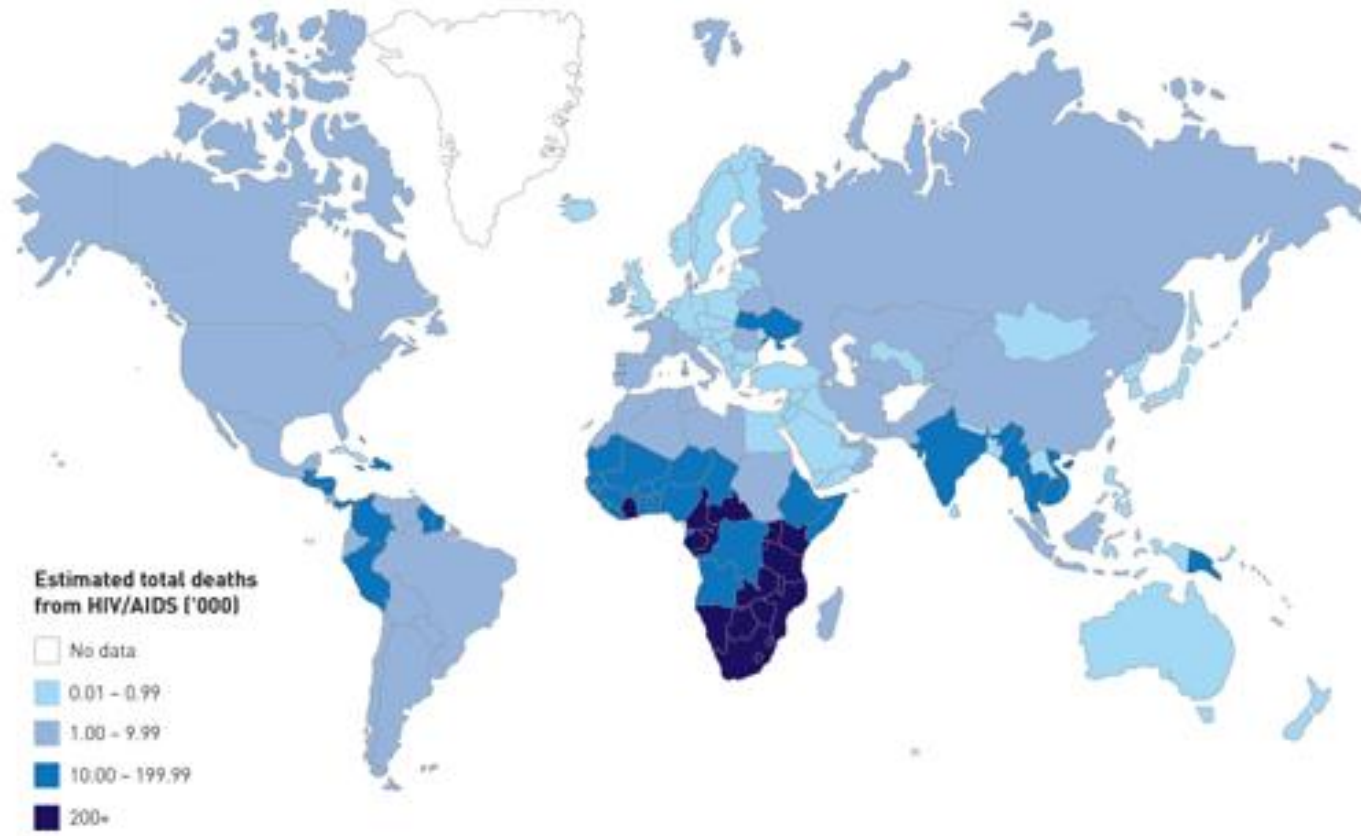 Estimated total deaths
from HIV/AIDS ('000)
No data
0.01 – 0.99
1.00 – 9.99
10.00 – 199.99
200+